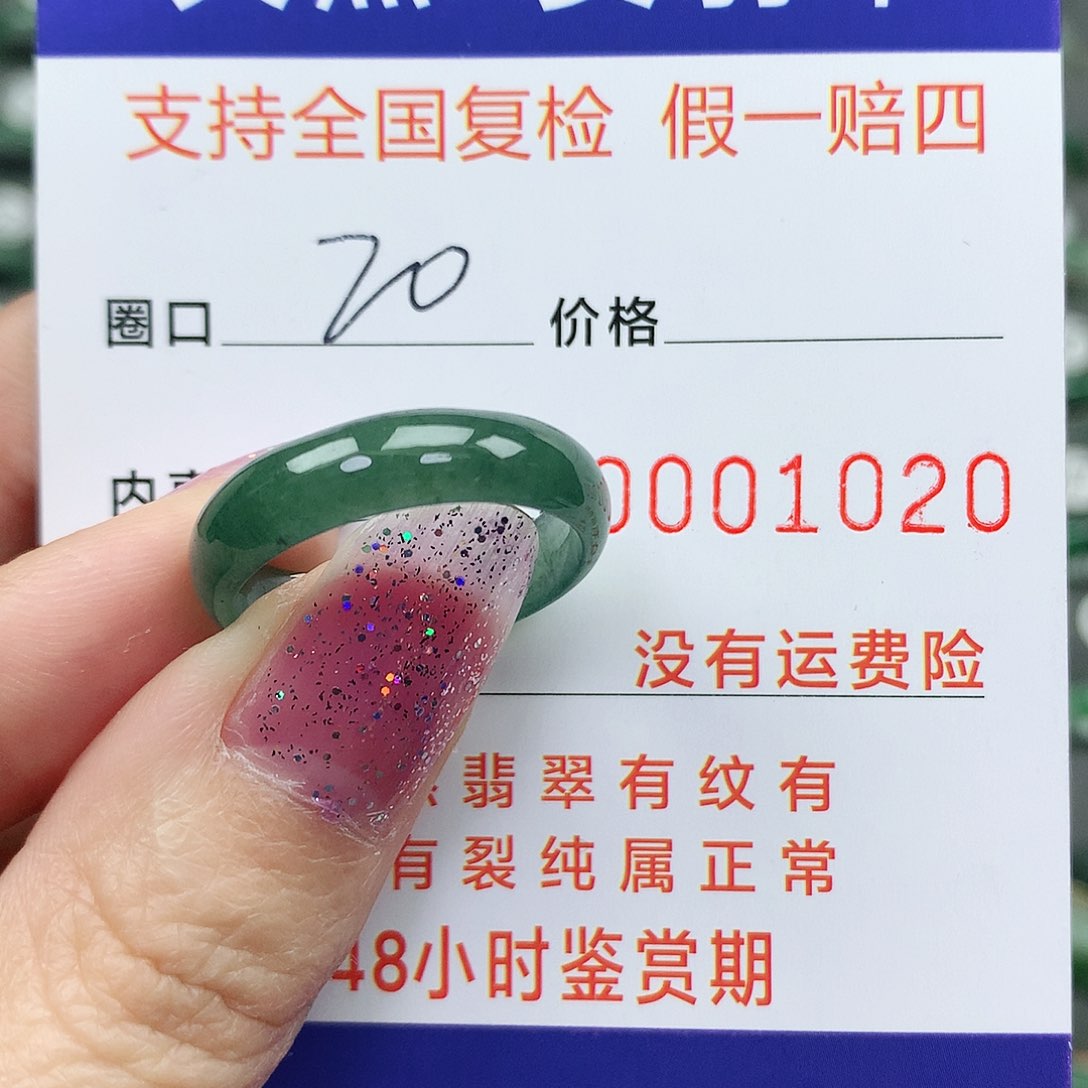 支持全国复检 假一赔四
圈口 20 价格
内 0001020
没有运费险
翡翠有纹有
有裂纯属正常
48小时鉴赏期